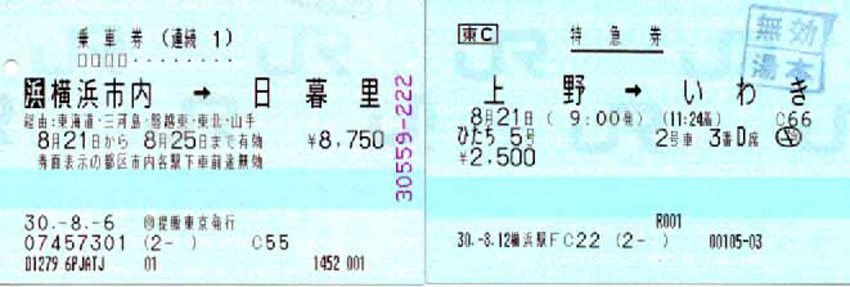 乗車券 (連続 1)
□□□□········
浜 横浜市内 → 日暮里
経由:東海道・三河島・磐越東・東北・山手
8月21日から 8月25日まで有効 ¥8,750
券面表示の都区市内各駅下車前途無効
30559-222
30.-8.-6
東京発行
07457301 (2- ) C55
01279 6PJATJ 01 1452 001
東C 特急券
無効
湯本
上野 → いわき
8月21日 ( 9:00発) (11:24着) C66
ひたち 5号 2号車 3番D席
¥2,500
R001
30.-8.12横浜駅FC22 (2- ) 00105-03